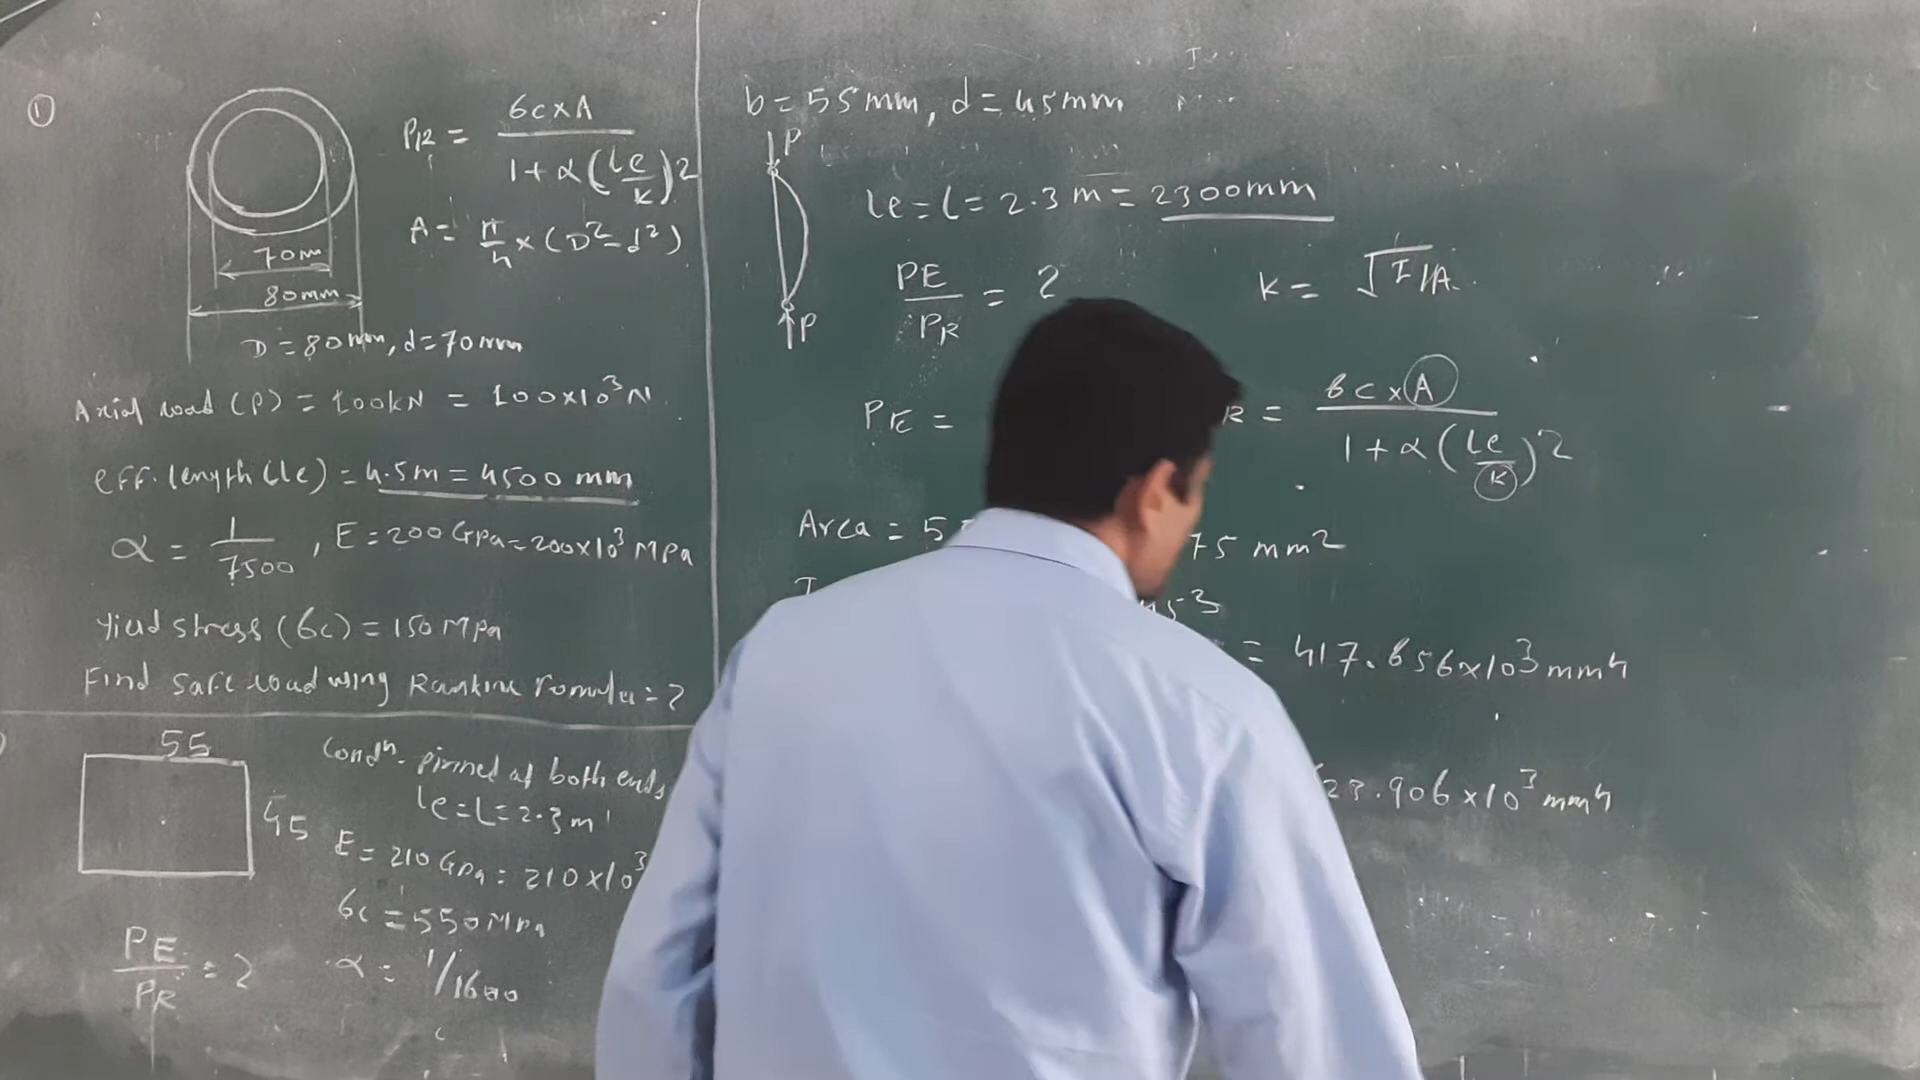 ①
70m
80mm
D = 80mm, d = 70mm
PR = 6c×A
1+α(le/k)2
A = π/4 × (D²-d²)
Axial load (P) = 100kN = 100×10³N
eff. length (le) = 4.5m = 4500 mm
α = 1/7500, E = 200 Gpa = 200×10³ MPa
Yield stress (6c) = 150 MPa
Find safe load using Rankine formula = ?
55
45
Condn. pinned at both ends
le = l = 2.3m
E = 210 Gpa = 210×10³
6c = 550 MPa
α = 1/1600
PE/PR = ?
b = 55mm, d = 45mm
P
P
le = l = 2.3 m = 2300mm
PE/PR = ?
k = √I/A
PE =
R = 6c×A
1+α(le/k)2
Area = 5
75 mm2
I
453
= 417.656×10³ mm4
23.906×10³ mm4